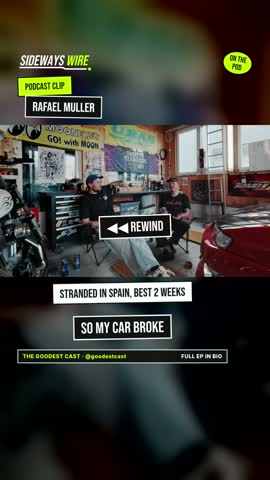 SIDEWAYS WIRE.
ON THE
POD
PODCAST CLIP
RAFAEL MULLER
MOONEYES
GO! with MOON
REWIND
STRANDED IN SPAIN, BEST 2 WEEKS
SO MY CAR BROKE
THE GOODEST CAST · @goodestcast
FULL EP IN BIO